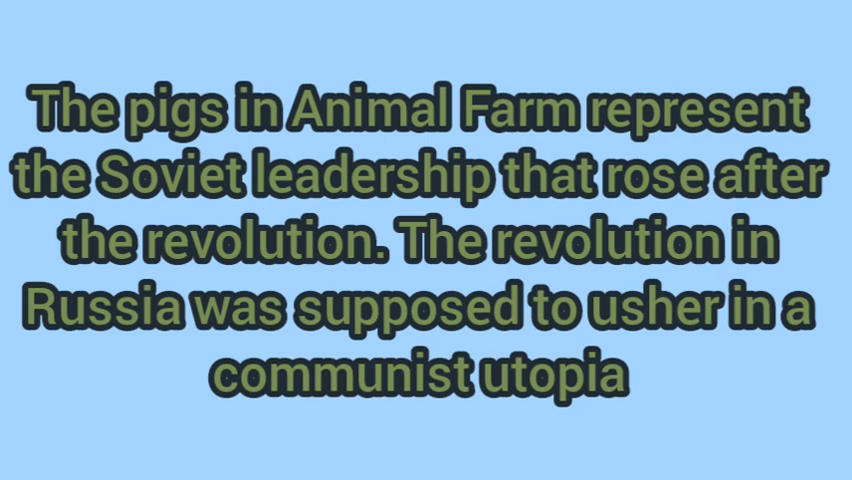 The pigs in Animal Farm represent
the Soviet leadership that rose after
the revolution. The revolution in
Russia was supposed to usher in a
communist utopia